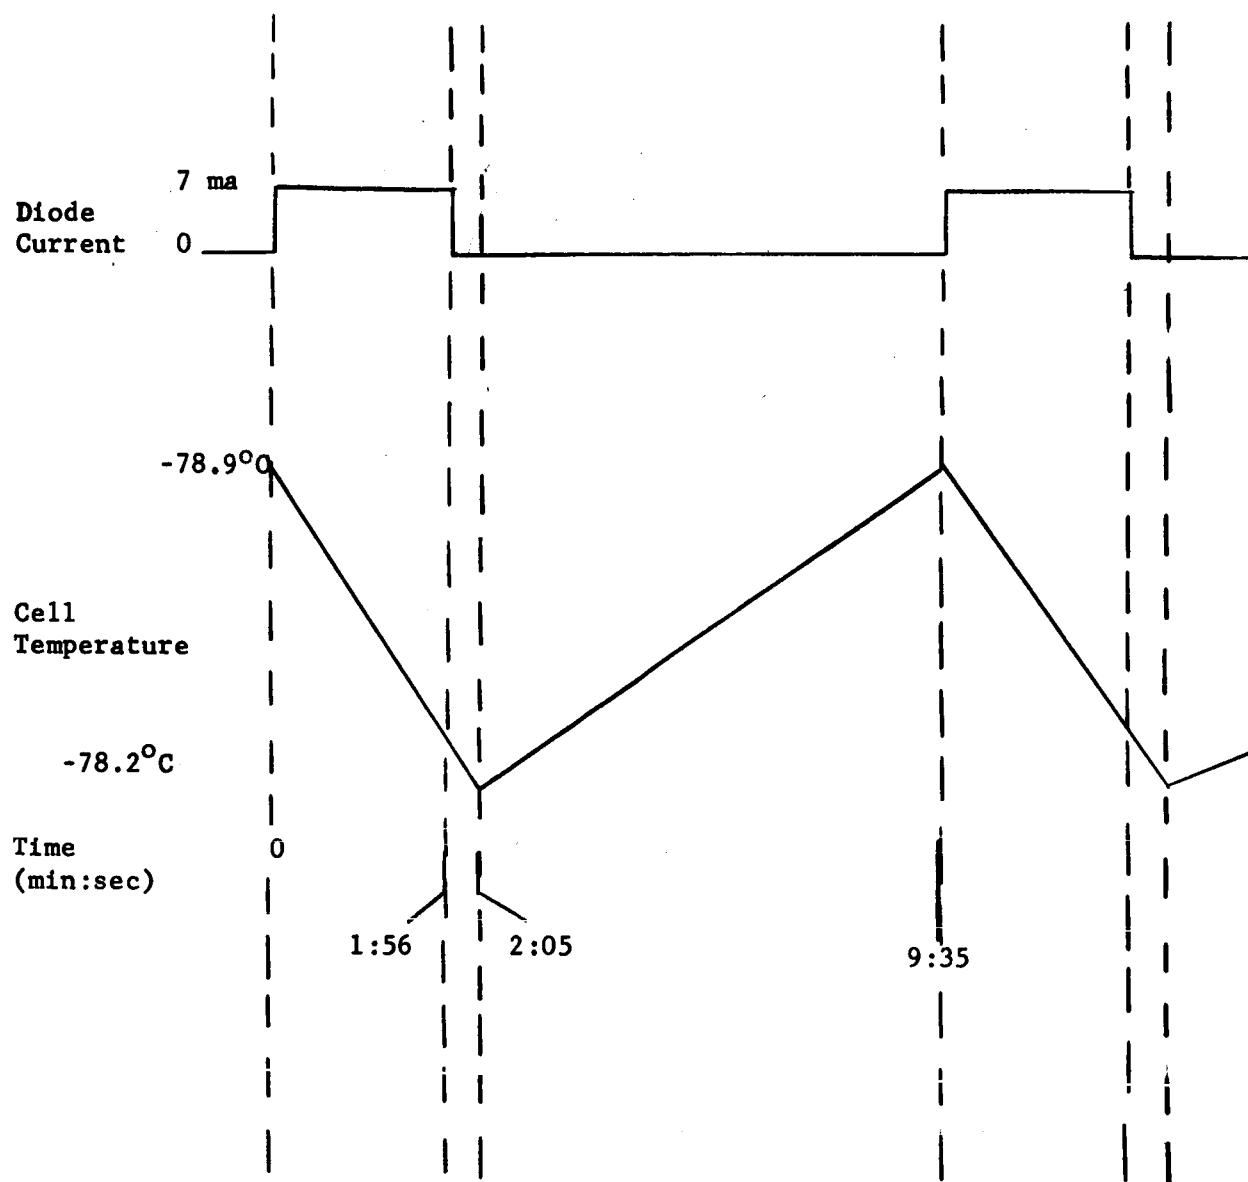 7 ma
Diode
Current
0
-78.9°C
Cell
Temperature
-78.2°C
Time
(min:sec)
0
1:56
2:05
9:35